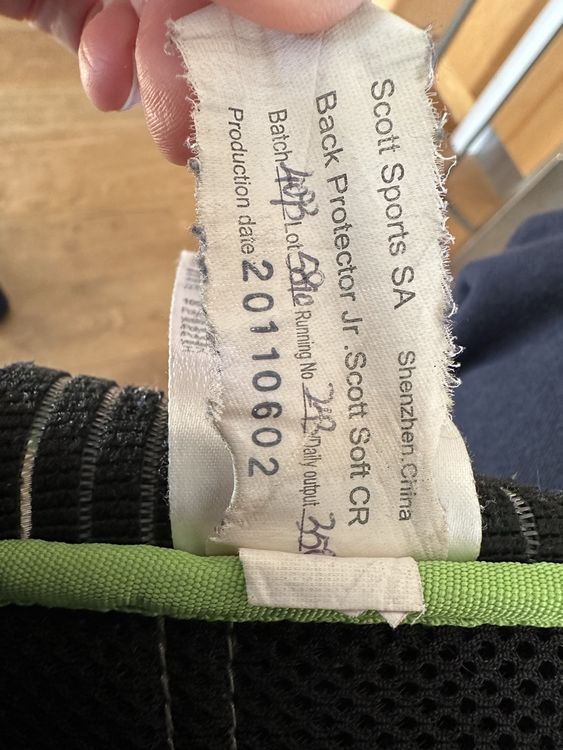 Scott Sports SA Shenzhen.China
Back Protector Jr .Scott Soft CR
Batch Lot Running No Daily output
Production date 20110602